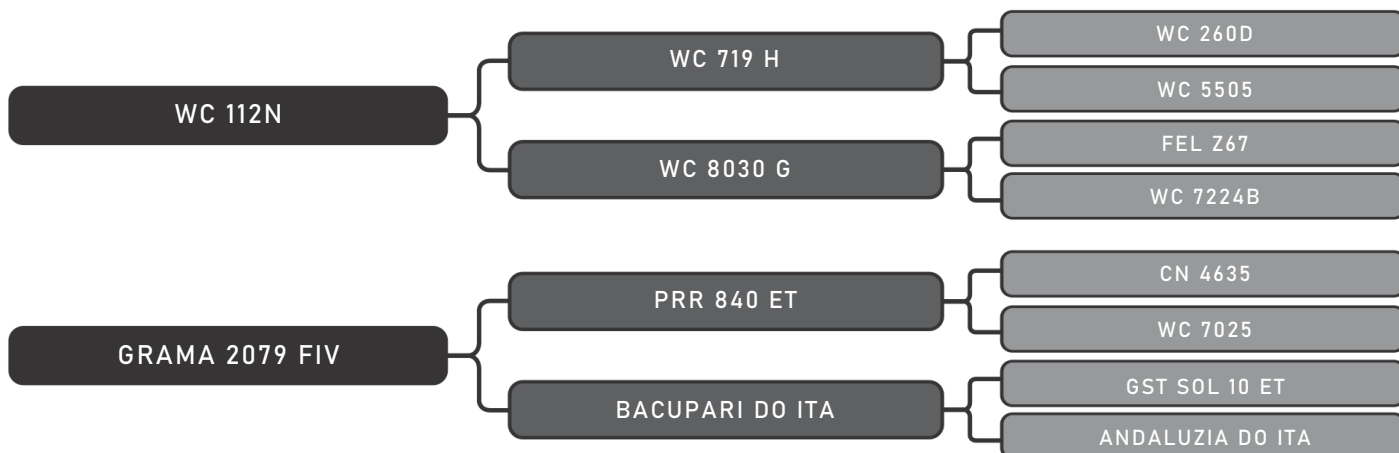 WC 112N
WC 719 H
WC 260D
WC 5505
WC 8030 G
FEL Z67
WC 7224B
GRAMA 2079 FIV
PRR 840 ET
CN 4635
WC 7025
BACUPARI DO ITA
GST SOL 10 ET
ANDALUZIA DO ITA